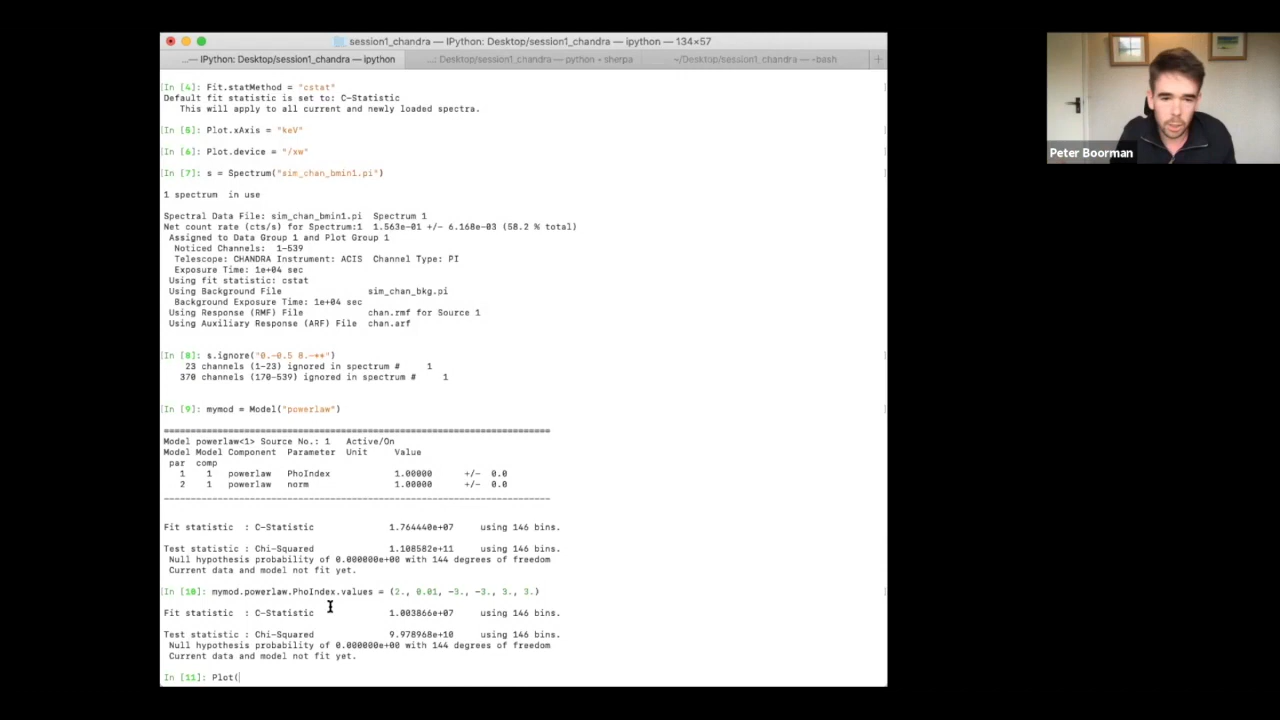 session1_chandra — IPython: Desktop/session1_chandra — ipython — 134×57
...— IPython: Desktop/session1_chandra — ipython
...: Desktop/session1_chandra — python ◂ sherpa
~/Desktop/session1_chandra — -bash
+
[In [4]: Fit.statMethod = "cstat"
Default fit statistic is set to: C-Statistic
This will apply to all current and newly loaded spectra.
[In [5]: Plot.xAxis = "keV"
[In [6]: Plot.device = "/xw"
[In [7]: s = Spectrum("sim_chan_bmin1.pi")
1 spectrum  in use
Spectral Data File: sim_chan_bmin1.pi  Spectrum 1
Net count rate (cts/s) for Spectrum:1  1.563e-01 +/- 6.168e-03 (58.2 % total)
Assigned to Data Group 1 and Plot Group 1
Noticed Channels:  1-539
Telescope: CHANDRA Instrument: ACIS  Channel Type: PI
Exposure Time: 1e+04 sec
Using fit statistic: cstat
Using Background File                sim_chan_bkg.pi
Background Exposure Time: 1e+04 sec
Using Response (RMF) File            chan.rmf for Source 1
Using Auxiliary Response (ARF) File  chan.arf
[In [8]: s.ignore("0.-0.5 8.-**")
23 channels (1-23) ignored in spectrum #     1
370 channels (170-539) ignored in spectrum #     1
[In [9]: mymod = Model("powerlaw")
========================================================================
Model powerlaw<1> Source No.: 1   Active/On
Model Model Component  Parameter  Unit     Value
par  comp
1    1   powerlaw   PhoIndex            1.00000      +/-  0.0
2    1   powerlaw   norm                1.00000      +/-  0.0
________________________________________________________________________
Fit statistic  : C-Statistic              1.764440e+07     using 146 bins.
Test statistic : Chi-Squared              1.108582e+11     using 146 bins.
Null hypothesis probability of 0.000000e+00 with 144 degrees of freedom
Current data and model not fit yet.
[In [10]: mymod.powerlaw.PhoIndex.values = (2., 0.01, -3., -3., 3., 3.)
Fit statistic  : C-Statistic              1.003866e+07     using 146 bins.
Test statistic : Chi-Squared              9.978968e+10     using 146 bins.
Null hypothesis probability of 0.000000e+00 with 144 degrees of freedom
Current data and model not fit yet.
In [11]: Plot(
Peter Boorman